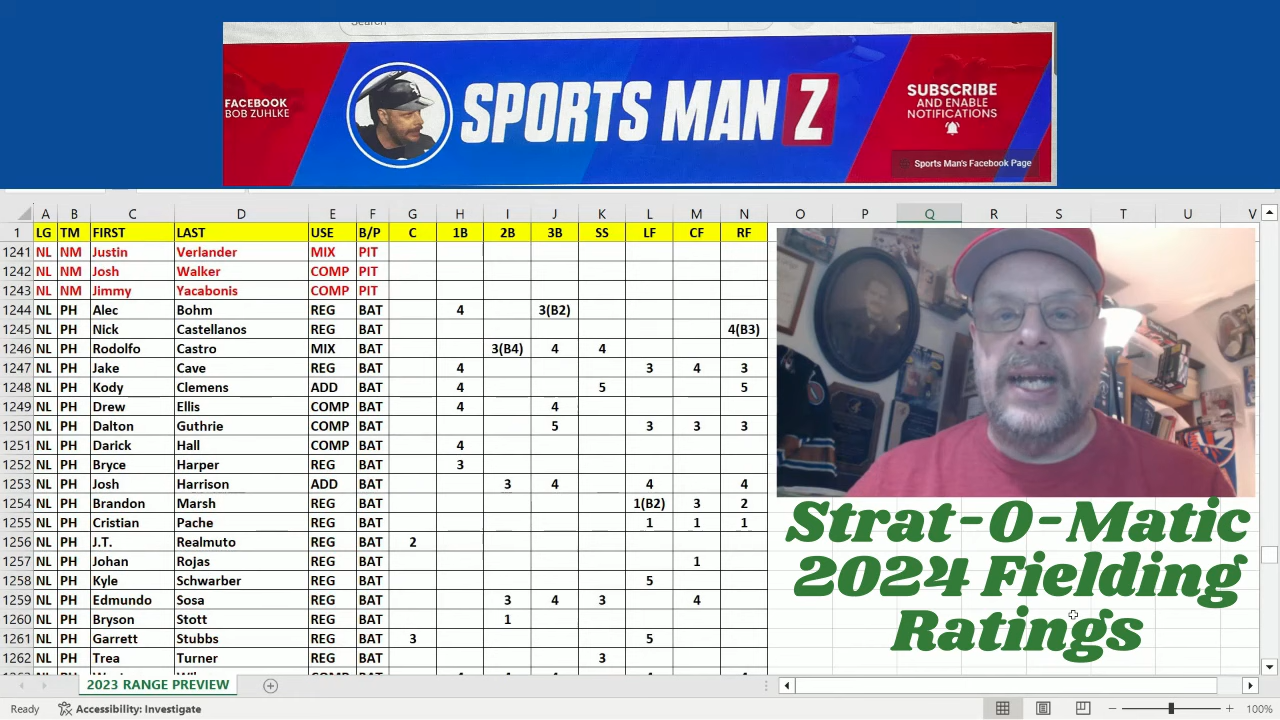 Search
FACEBOOK
BOB ZUHLKE
SPORTS MAN Z
SUBSCRIBE
AND ENABLE
NOTIFICATIONS
Sports Man's Facebook Page
A B C D E F G H I J K L M N O P Q R S T U V
1 LG TM FIRST LAST USE B/P C 1B 2B 3B SS LF CF RF
1241 NL NM Justin Verlander MIX PIT
1242 NL NM Josh Walker COMP PIT
1243 NL NM Jimmy Yacabonis COMP PIT
1244 NL PH Alec Bohm REG BAT 4 3(B2)
1245 NL PH Nick Castellanos REG BAT 4(B3)
1246 NL PH Rodolfo Castro MIX BAT 3(B4) 4 4
1247 NL PH Jake Cave REG BAT 4 3 4 3
1248 NL PH Kody Clemens ADD BAT 4 5 5
1249 NL PH Drew Ellis COMP BAT 4 4
1250 NL PH Dalton Guthrie COMP BAT 5 3 3 3
1251 NL PH Darick Hall COMP BAT 4
1252 NL PH Bryce Harper REG BAT 3
1253 NL PH Josh Harrison ADD BAT 3 4 4 4
1254 NL PH Brandon Marsh REG BAT 1(B2) 3 2
1255 NL PH Cristian Pache REG BAT 1 1 1
1256 NL PH J.T. Realmuto REG BAT 2
1257 NL PH Johan Rojas REG BAT 1
1258 NL PH Kyle Schwarber REG BAT 5
1259 NL PH Edmundo Sosa REG BAT 3 4 3 4
1260 NL PH Bryson Stott REG BAT 1
1261 NL PH Garrett Stubbs REG BAT 3 5
1262 NL PH Trea Turner REG BAT 3
Strat-O-Matic
2024 Fielding
Ratings
2023 RANGE PREVIEW
Ready Accessibility: Investigate 100%